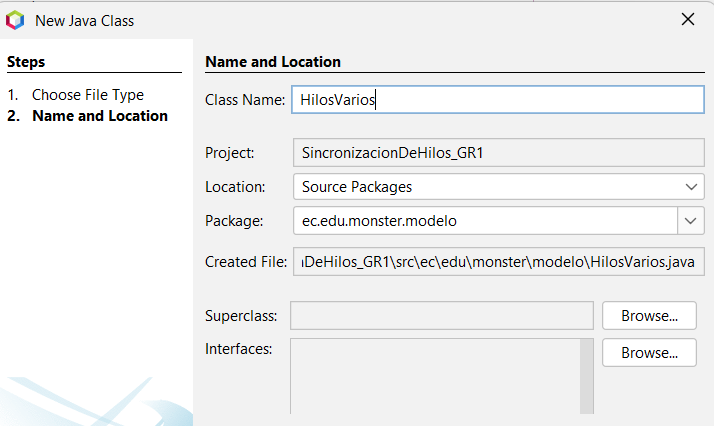 New Java Class
Steps
1. Choose File Type
2. Name and Location
Name and Location
Class Name: HilosVarios
Project: SincronizacionDeHilos_GR1
Location: Source Packages
Package: ec.edu.monster.modelo
Created File: ıDeHilos_GR1\src\ec\edu\monster\modelo\HilosVarios.java
Superclass: Browse...
Interfaces: Browse...